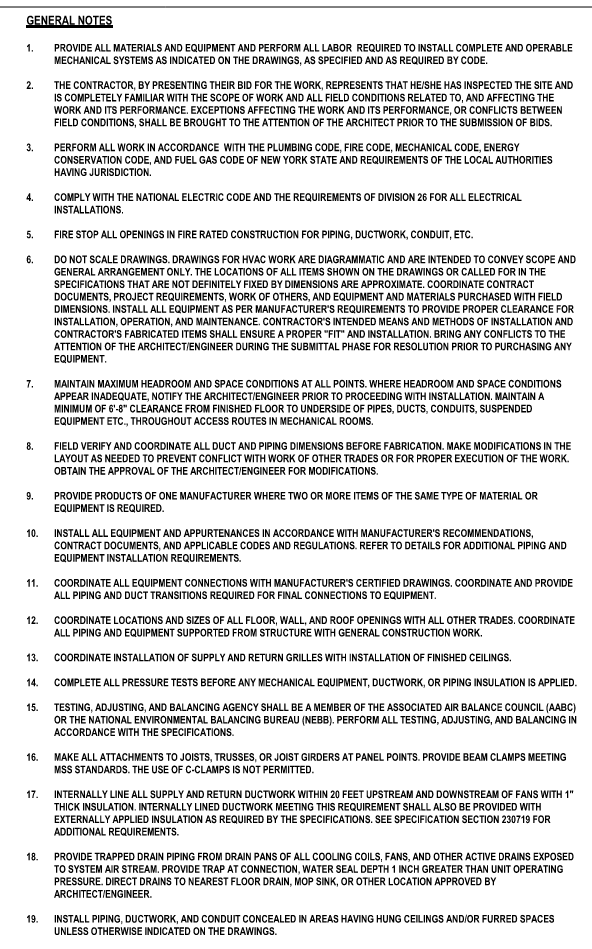 GENERAL NOTES
1. PROVIDE ALL MATERIALS AND EQUIPMENT AND PERFORM ALL LABOR REQUIRED TO INSTALL COMPLETE AND OPERABLE
MECHANICAL SYSTEMS AS INDICATED ON THE DRAWINGS, AS SPECIFIED AND AS REQUIRED BY CODE.
2. THE CONTRACTOR, BY PRESENTING THEIR BID FOR THE WORK, REPRESENTS THAT HE/SHE HAS INSPECTED THE SITE AND
IS COMPLETELY FAMILIAR WITH THE SCOPE OF WORK AND ALL FIELD CONDITIONS RELATED TO, AND AFFECTING THE
WORK AND ITS PERFORMANCE. EXCEPTIONS AFFECTING THE WORK AND ITS PERFORMANCE, OR CONFLICTS BETWEEN
FIELD CONDITIONS, SHALL BE BROUGHT TO THE ATTENTION OF THE ARCHITECT PRIOR TO THE SUBMISSION OF BIDS.
3. PERFORM ALL WORK IN ACCORDANCE WITH THE PLUMBING CODE, FIRE CODE, MECHANICAL CODE, ENERGY
CONSERVATION CODE, AND FUEL GAS CODE OF NEW YORK STATE AND REQUIREMENTS OF THE LOCAL AUTHORITIES
HAVING JURISDICTION.
4. COMPLY WITH THE NATIONAL ELECTRIC CODE AND THE REQUIREMENTS OF DIVISION 26 FOR ALL ELECTRICAL
INSTALLATIONS.
5. FIRE STOP ALL OPENINGS IN FIRE RATED CONSTRUCTION FOR PIPING, DUCTWORK, CONDUIT, ETC.
6. DO NOT SCALE DRAWINGS. DRAWINGS FOR HVAC WORK ARE DIAGRAMMATIC AND ARE INTENDED TO CONVEY SCOPE AND
GENERAL ARRANGEMENT ONLY. THE LOCATIONS OF ALL ITEMS SHOWN ON THE DRAWINGS OR CALLED FOR IN THE
SPECIFICATIONS THAT ARE NOT DEFINITELY FIXED BY DIMENSIONS ARE APPROXIMATE. COORDINATE CONTRACT
DOCUMENTS, PROJECT REQUIREMENTS, WORK OF OTHERS, AND EQUIPMENT AND MATERIALS PURCHASED WITH FIELD
DIMENSIONS. INSTALL ALL EQUIPMENT AS PER MANUFACTURER'S REQUIREMENTS TO PROVIDE PROPER CLEARANCE FOR
INSTALLATION, OPERATION, AND MAINTENANCE. CONTRACTOR'S INTENDED MEANS AND METHODS OF INSTALLATION AND
CONTRACTOR'S FABRICATED ITEMS SHALL ENSURE A PROPER "FIT" AND INSTALLATION. BRING ANY CONFLICTS TO THE
ATTENTION OF THE ARCHITECT/ENGINEER DURING THE SUBMITTAL PHASE FOR RESOLUTION PRIOR TO PURCHASING ANY
EQUIPMENT.
7. MAINTAIN MAXIMUM HEADROOM AND SPACE CONDITIONS AT ALL POINTS. WHERE HEADROOM AND SPACE CONDITIONS
APPEAR INADEQUATE, NOTIFY THE ARCHITECT/ENGINEER PRIOR TO PROCEEDING WITH INSTALLATION. MAINTAIN A
MINIMUM OF 6'-8" CLEARANCE FROM FINISHED FLOOR TO UNDERSIDE OF PIPES, DUCTS, CONDUITS, SUSPENDED
EQUIPMENT ETC., THROUGHOUT ACCESS ROUTES IN MECHANICAL ROOMS.
8. FIELD VERIFY AND COORDINATE ALL DUCT AND PIPING DIMENSIONS BEFORE FABRICATION. MAKE MODIFICATIONS IN THE
LAYOUT AS NEEDED TO PREVENT CONFLICT WITH WORK OF OTHER TRADES OR FOR PROPER EXECUTION OF THE WORK.
OBTAIN THE APPROVAL OF THE ARCHITECT/ENGINEER FOR MODIFICATIONS.
9. PROVIDE PRODUCTS OF ONE MANUFACTURER WHERE TWO OR MORE ITEMS OF THE SAME TYPE OF MATERIAL OR
EQUIPMENT IS REQUIRED.
10. INSTALL ALL EQUIPMENT AND APPURTENANCES IN ACCORDANCE WITH MANUFACTURER'S RECOMMENDATIONS,
CONTRACT DOCUMENTS, AND APPLICABLE CODES AND REGULATIONS. REFER TO DETAILS FOR ADDITIONAL PIPING AND
EQUIPMENT INSTALLATION REQUIREMENTS.
11. COORDINATE ALL EQUIPMENT CONNECTIONS WITH MANUFACTURER'S CERTIFIED DRAWINGS. COORDINATE AND PROVIDE
ALL PIPING AND DUCT TRANSITIONS REQUIRED FOR FINAL CONNECTIONS TO EQUIPMENT.
12. COORDINATE LOCATIONS AND SIZES OF ALL FLOOR, WALL, AND ROOF OPENINGS WITH ALL OTHER TRADES. COORDINATE
ALL PIPING AND EQUIPMENT SUPPORTED FROM STRUCTURE WITH GENERAL CONSTRUCTION WORK.
13. COORDINATE INSTALLATION OF SUPPLY AND RETURN GRILLES WITH INSTALLATION OF FINISHED CEILINGS.
14. COMPLETE ALL PRESSURE TESTS BEFORE ANY MECHANICAL EQUIPMENT, DUCTWORK, OR PIPING INSULATION IS APPLIED.
15. TESTING, ADJUSTING, AND BALANCING AGENCY SHALL BE A MEMBER OF THE ASSOCIATED AIR BALANCE COUNCIL (AABC)
OR THE NATIONAL ENVIRONMENTAL BALANCING BUREAU (NEBB). PERFORM ALL TESTING, ADJUSTING, AND BALANCING IN
ACCORDANCE WITH THE SPECIFICATIONS.
16. MAKE ALL ATTACHMENTS TO JOISTS, TRUSSES, OR JOIST GIRDERS AT PANEL POINTS. PROVIDE BEAM CLAMPS MEETING
MSS STANDARDS. THE USE OF C-CLAMPS IS NOT PERMITTED.
17. INTERNALLY LINE ALL SUPPLY AND RETURN DUCTWORK WITHIN 20 FEET UPSTREAM AND DOWNSTREAM OF FANS WITH 1"
THICK INSULATION. INTERNALLY LINED DUCTWORK MEETING THIS REQUIREMENT SHALL ALSO BE PROVIDED WITH
EXTERNALLY APPLIED INSULATION AS REQUIRED BY THE SPECIFICATIONS. SEE SPECIFICATION SECTION 230719 FOR
ADDITIONAL REQUIREMENTS.
18. PROVIDE TRAPPED DRAIN PIPING FROM DRAIN PANS OF ALL COOLING COILS, FANS, AND OTHER ACTIVE DRAINS EXPOSED
TO SYSTEM AIR STREAM. PROVIDE TRAP AT CONNECTION, WATER SEAL DEPTH 1 INCH GREATER THAN UNIT OPERATING
PRESSURE. DIRECT DRAINS TO NEAREST FLOOR DRAIN, MOP SINK, OR OTHER LOCATION APPROVED BY
ARCHITECT/ENGINEER.
19. INSTALL PIPING, DUCTWORK, AND CONDUIT CONCEALED IN AREAS HAVING HUNG CEILINGS AND/OR FURRED SPACES
UNLESS OTHERWISE INDICATED ON THE DRAWINGS.